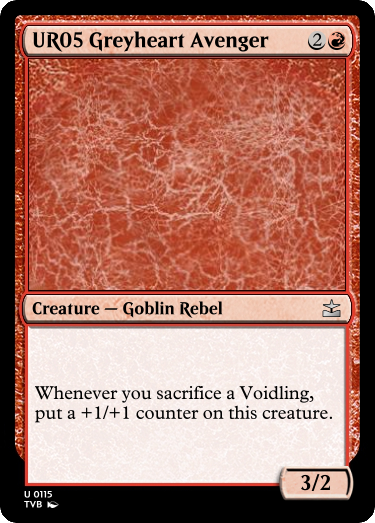 UR05 Greyheart Avenger 2
Creature — Goblin Rebel
Whenever you sacrifice a Voidling,
put a +1/+1 counter on this creature.
3/2
U 0115
TVB